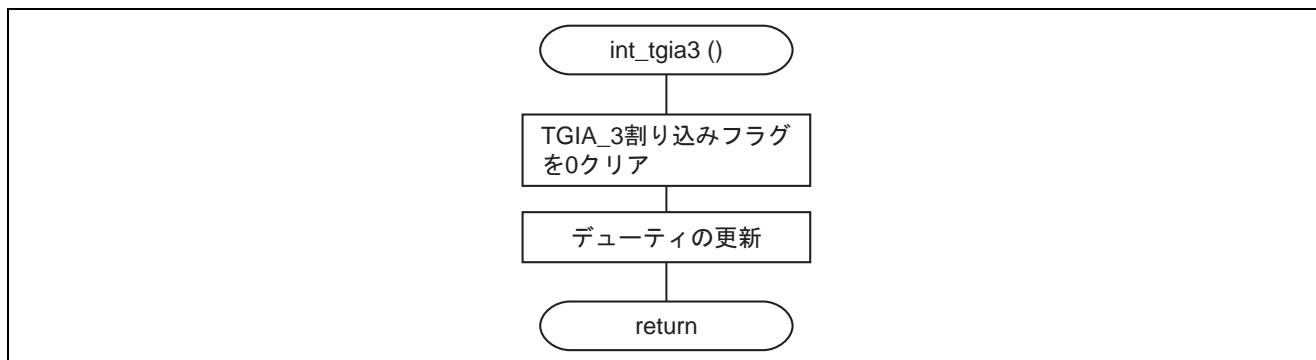 int_tgia3 ()
TGIA_3割り込みフラグ
を0クリア
デューティの更新
return